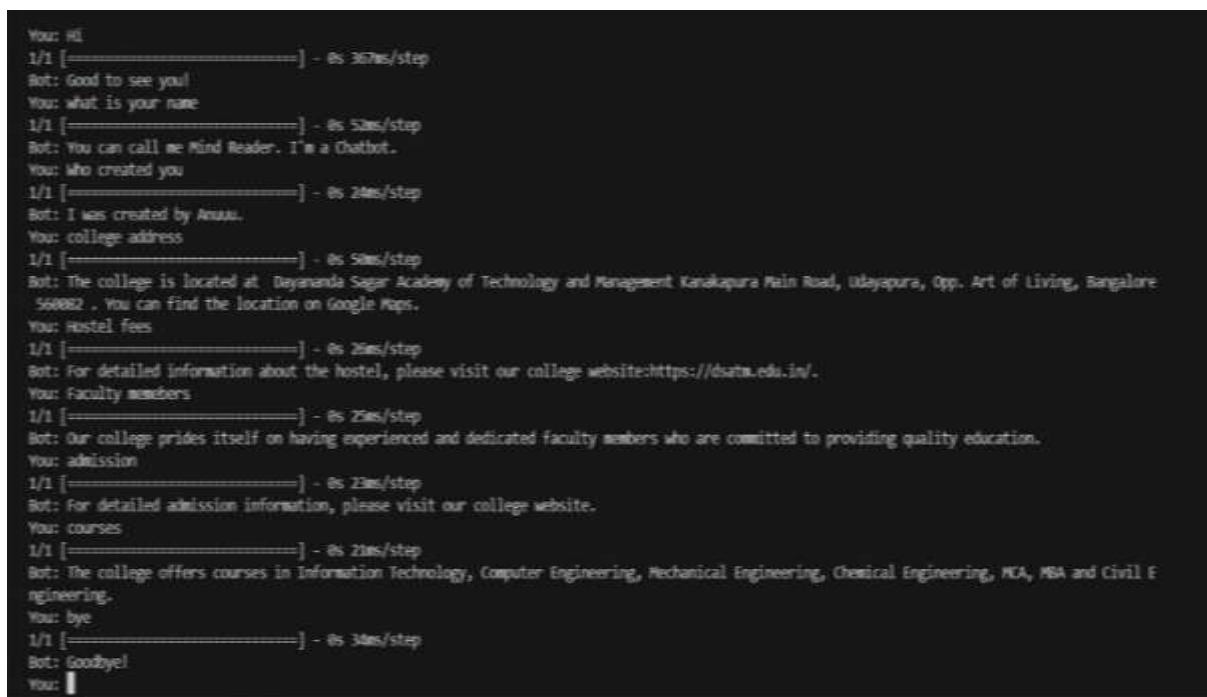 You: Hi
1/1 [==============================] - 0s 367ms/step
Bot: Good to see you!
You: what is your name
1/1 [==============================] - 0s 52ms/step
Bot: You can call me Mind Reader. I'm a Chatbot.
You: Who created you
1/1 [==============================] - 0s 24ms/step
Bot: I was created by Anuuu.
You: college address
1/1 [==============================] - 0s 50ms/step
Bot: The college is located at  Dayananda Sagar Academy of Technology and Management Kanakapura Main Road, Udayapura, Opp. Art of Living, Bangalore
 560082 . You can find the location on Google Maps.
You: Hostel fees
1/1 [==============================] - 0s 26ms/step
Bot: For detailed information about the hostel, please visit our college website:https://dsatm.edu.in/.
You: Faculty memebers
1/1 [==============================] - 0s 25ms/step
Bot: Our college prides itself on having experienced and dedicated faculty members who are committed to providing quality education.
You: admission
1/1 [==============================] - 0s 23ms/step
Bot: For detailed admission information, please visit our college website.
You: courses
1/1 [==============================] - 0s 21ms/step
Bot: The college offers courses in Information Technology, Computer Engineering, Mechanical Engineering, Chemical Engineering, MCA, MBA and Civil E
ngineering.
You: bye
1/1 [==============================] - 0s 34ms/step
Bot: Goodbye!
You: